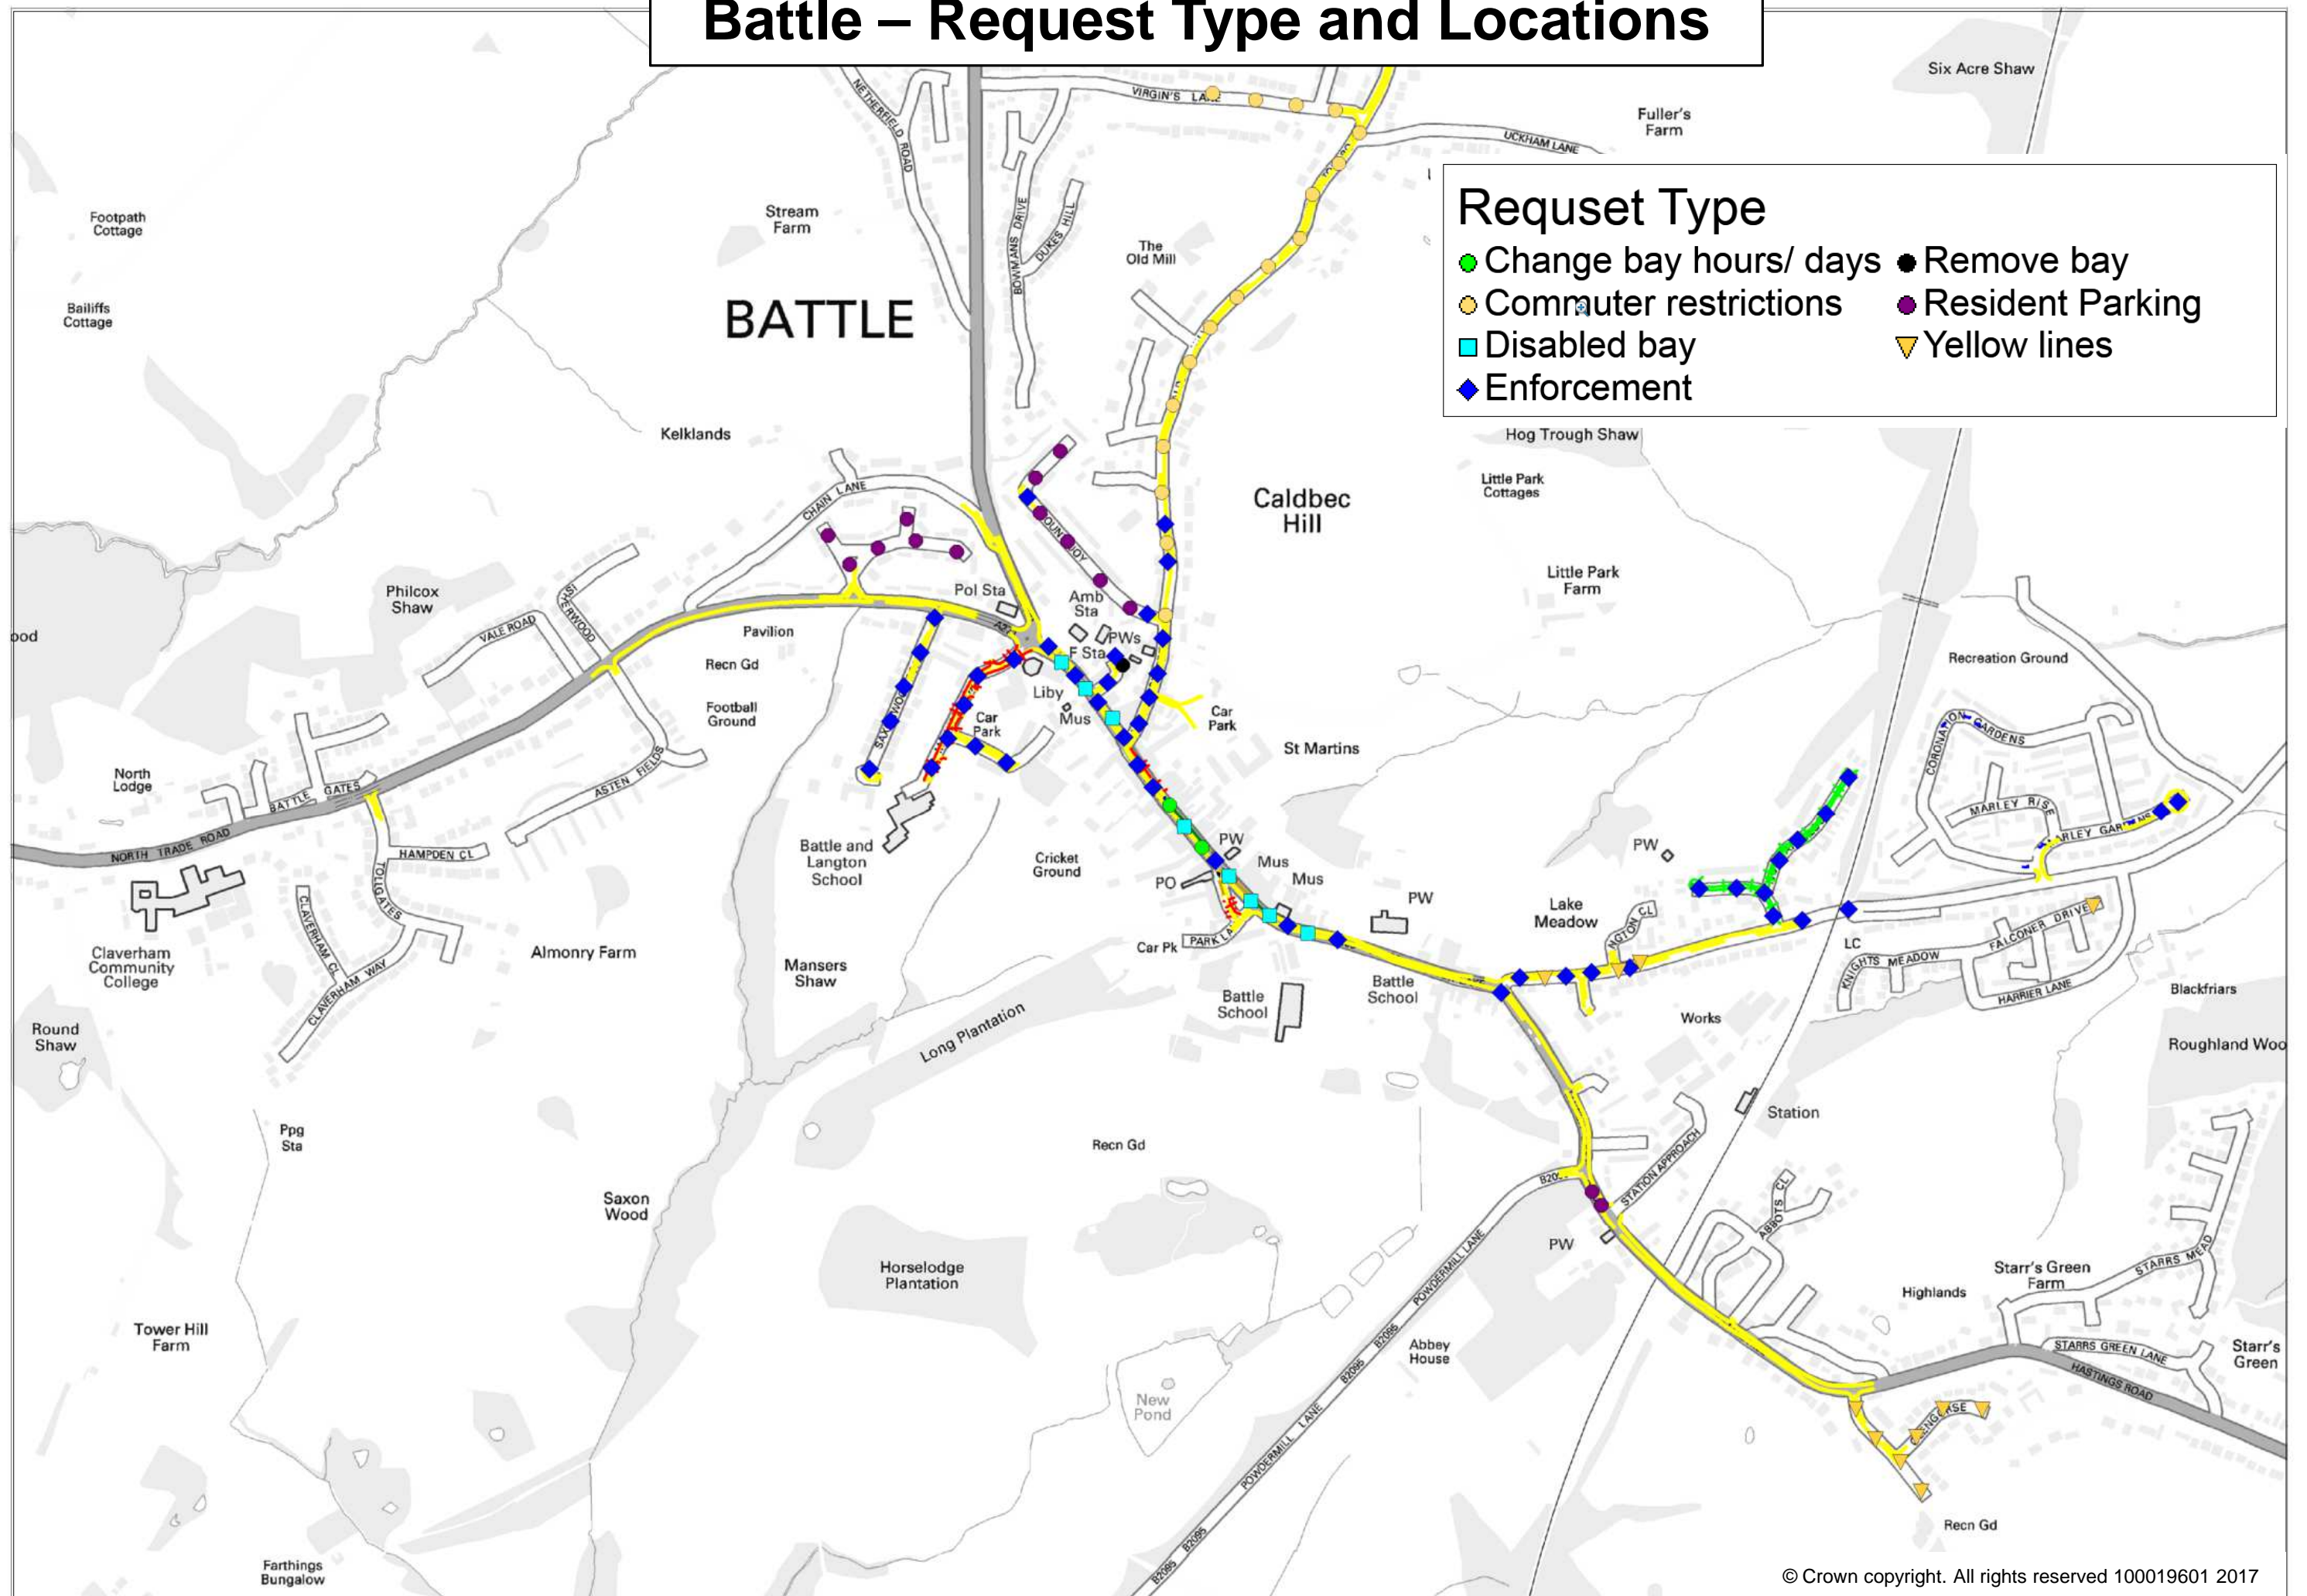 Battle – Request Type and Locations
Six Acre Shaw
NETHERFIELD ROAD
VIRGIN'S
Fuller's
Farm
UCKHAM LANE
Requset Type
Change bay hours/ days
Remove bay
Commuter restrictions
Resident Parking
Disabled bay
Yellow lines
Enforcement
Footpath
Cottage
Stream
Farm
BOWMANS DRIVE
DUKES HILL
The
Old Mill
Bailiffs
Cottage
BATTLE
Kelklands
Hog Trough Shaw
Little Park
Cottages
CHAIN LANE
Caldbec
Hill
Philcox
Shaw
Pol Sta
Amb
Sta
Little Park
Farm
ood
VALE ROAD
Pavilion
PWs
F Sta
Recn Gd
Recreation Ground
Liby
Mus
Football
Ground
Car
Park
Car
Park
St Martins
CORONATION GARDENS
North
Lodge
BATTLE GATES
ASTEN FIELDS
MARLEY RISE
NORTH TRADE ROAD
HAMPDEN CL
Battle and
Langton
School
Cricket
Ground
PW
Mus
PO
Mus
PW
TOLLGATES
CLAVERHAM CL
PW
Lake
Meadow
FALCONER DRIVE
Claverham
Community
College
Almonry Farm
Car Pk
PARK LA
LC
KNIGHTS MEADOW
CLAVERHAM WAY
Mansers
Shaw
Battle
School
Battle
School
HARRIER LANE
Blackfriars
Round
Shaw
Long Plantation
Works
Roughland Woo
Station
Ppg
Sta
Recn Gd
STATION APPROACH
Saxon
Wood
ABBOTS CL
PW
Horselodge
Plantation
POWDERMILL LANE
Starr's Green
Farm
STARRS MEAD
Highlands
Tower Hill
Farm
B2095
B2095
Abbey
House
STARRS GREEN LANE
Starr's
Green
HASTINGS ROAD
New
Pond
POWDERMILL LANE
Recn Gd
B2095
B2095
Farthings
Bungalow
© Crown copyright. All rights reserved 100019601 2017